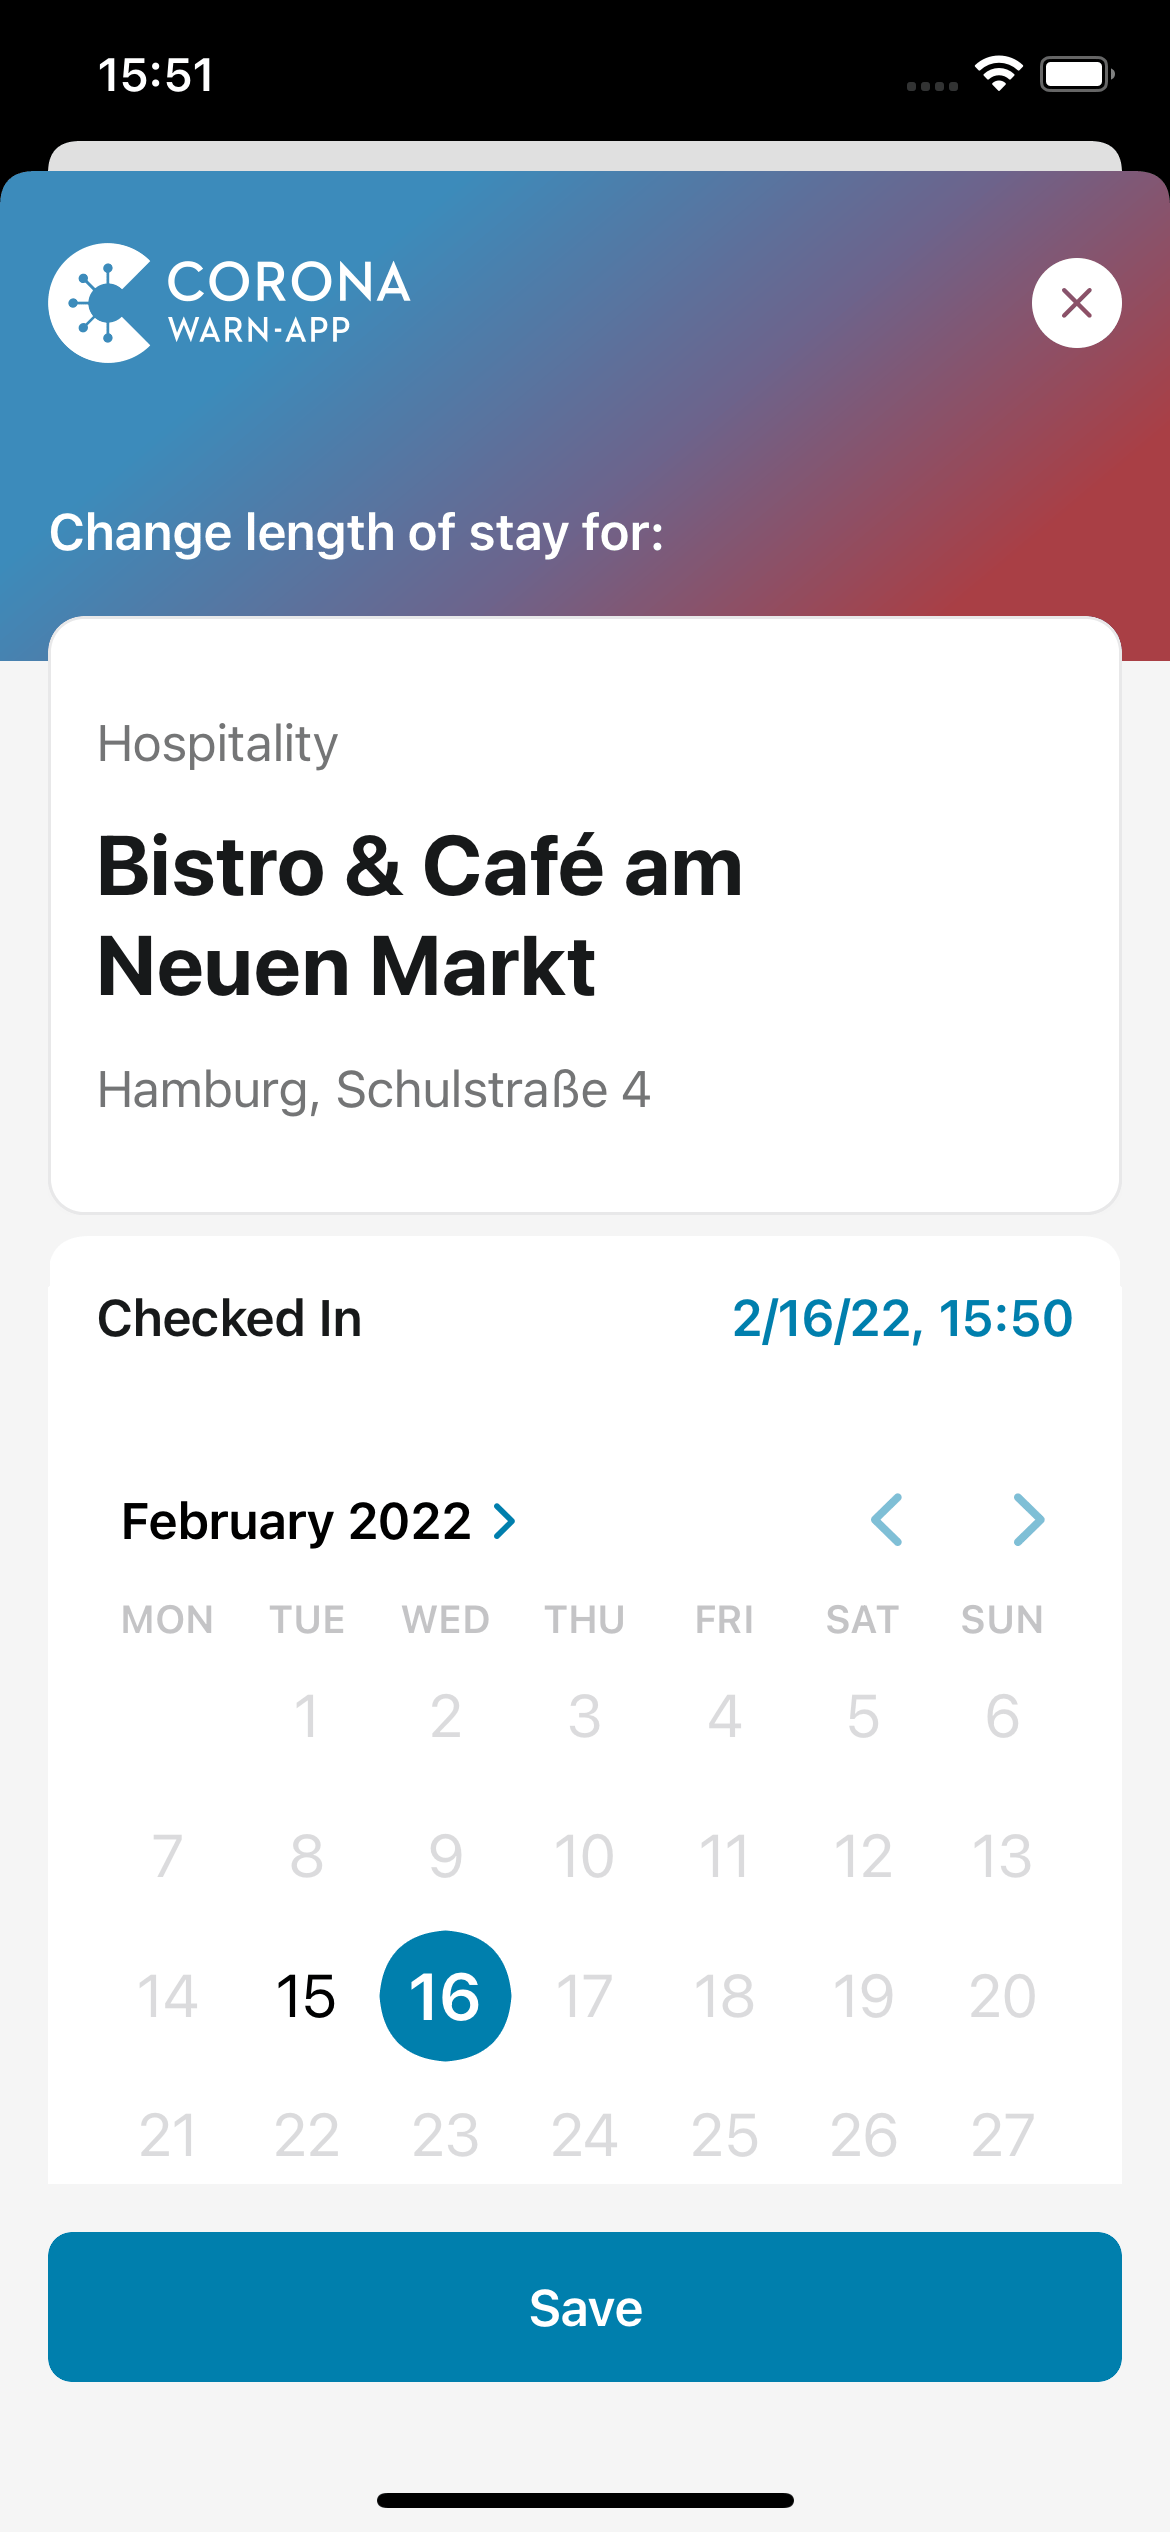 15:51
CORONA
WARN-APP
Change length of stay for:
Hospitality
Bistro & Café am
Neuen Markt
Hamburg, Schulstraße 4
Checked In 2/16/22, 15:50
February 2022
MON TUE WED THU FRI SAT SUN
1 2 3 4 5 6
7 8 9 10 11 12 13
14 15 16 17 18 19 20
21 22 23 24 25 26 27
Save